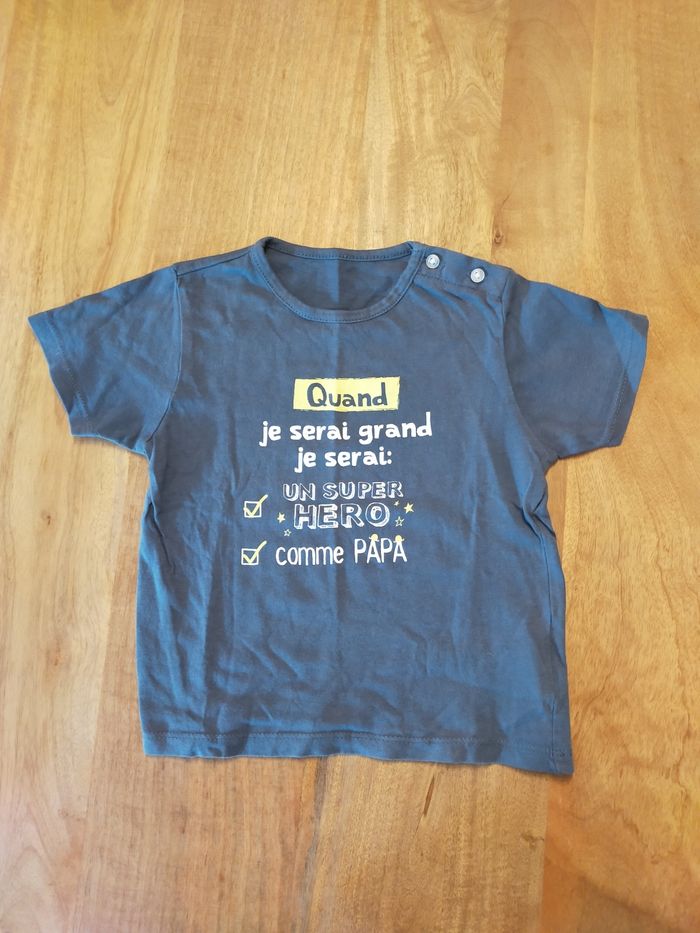 Quand
je serai grand
je serai:
UN SUPER
HERO
comme PAPA